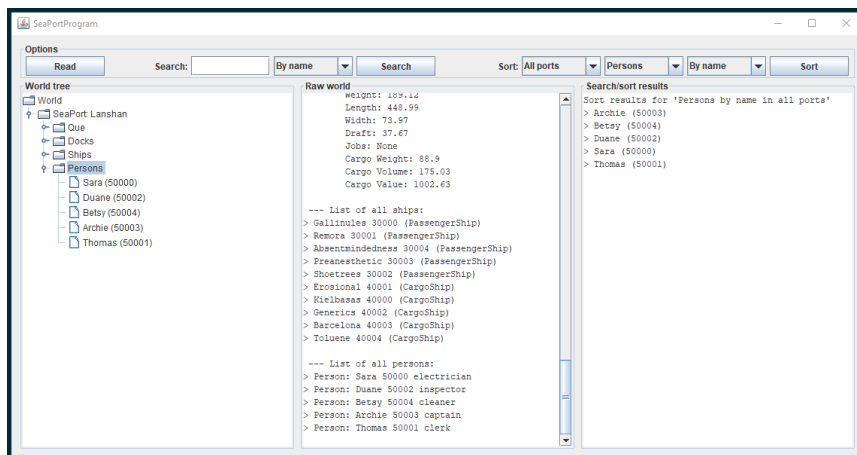 SeaPortProgram
Options
Read Search: By name Search Sort: All ports Persons By name Sort
World tree
World
SeaPort: Lanshan
Que
Docks
Ships
Persons
Sara (50000)
Duane (50002)
Betsy (50004)
Archie (50003)
Thomas (50001)
Raw world
Weight: 189.12
Length: 448.99
Width: 73.97
Draft: 37.67
Jobs: None
Cargo Weight: 88.9
Cargo Volume: 175.03
Cargo Value: 1002.63
--- List of all ships:
> Gallinules 30000 (PassengerShip)
> Remora 30001 (PassengerShip)
> Absentmindedness 30004 (PassengerShip)
> Preanesthetic 30003 (PassengerShip)
> Shoetrees 30002 (PassengerShip)
> Erosional 40001 (CargoShip)
> Kielbasas 40000 (CargoShip)
> Generics 40002 (CargoShip)
> Barcelona 40003 (CargoShip)
> Toluene 40004 (CargoShip)
--- List of all persons:
> Person: Sara 50000 electrician
> Person: Duane 50002 inspector
> Person: Betsy 50004 cleaner
> Person: Archie 50003 captain
> Person: Thomas 50001 clerk
Search/sort results
Sort results for 'Persons by name in all ports'
> Archie (50003)
> Betsy (50004)
> Duane (50002)
> Sara (50000)
> Thomas (50001)